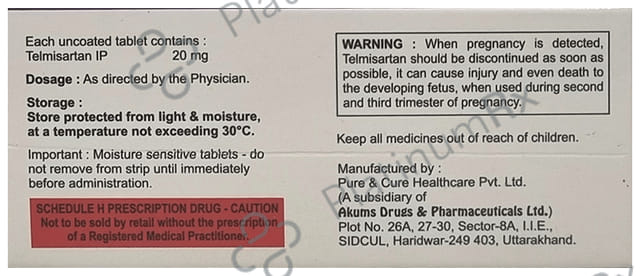 Each uncoated tablet contains :
Telmisartan IP 20 mg
Dosage : As directed by the Physician.
Storage :
Store protected from light & moisture,
at a temperature not exceeding 30°C.
Important : Moisture sensitive tablets - do
not remove from strip until immediately
before administration.
SCHEDULE H PRESCRIPTION DRUG - CAUTION
Not to be sold by retail without the prescription
of a Registered Medical Practitioner.
WARNING : When pregnancy is detected,
Telmisartan should be discontinued as soon as
possible, it can cause injury and even death to
the developing fetus, when used during second
and third trimester of pregnancy.
Keep all medicines out of reach of children.
Manufactured by :
Pure & Cure Healthcare Pvt. Ltd.
(A subsidiary of
Akums Drugs & Pharmaceuticals Ltd.)
Plot No. 26A, 27-30, Sector-8A, I.I.E.,
SIDCUL, Haridwar-249 403, Uttarakhand.
PlatinumRx